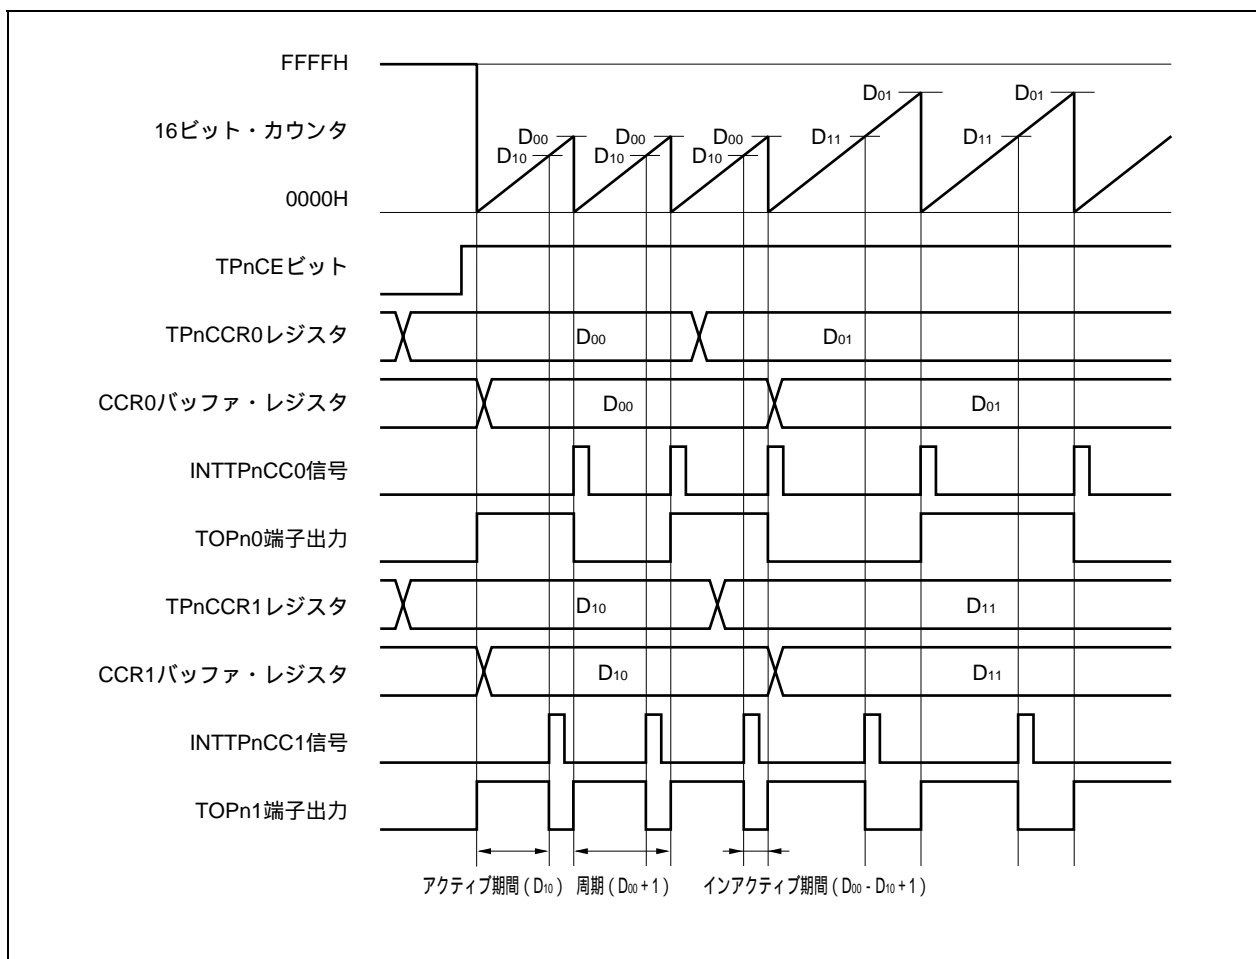 FFFFH
D01 D01
16ビット・カウンタ
D00 D00 D00 D11 D11
D10 D10 D10
0000H
TPnCEビット
TPnCCR0レジスタ D00 D01
CCR0バッファ・レジスタ D00 D01
INTTPnCC0信号
TOPn0端子出力
TPnCCR1レジスタ D10 D11
CCR1バッファ・レジスタ D10 D11
INTTPnCC1信号
TOPn1端子出力
アクティブ期間（D10） 周期（D00 + 1） インアクティブ期間（D00 - D10 + 1）